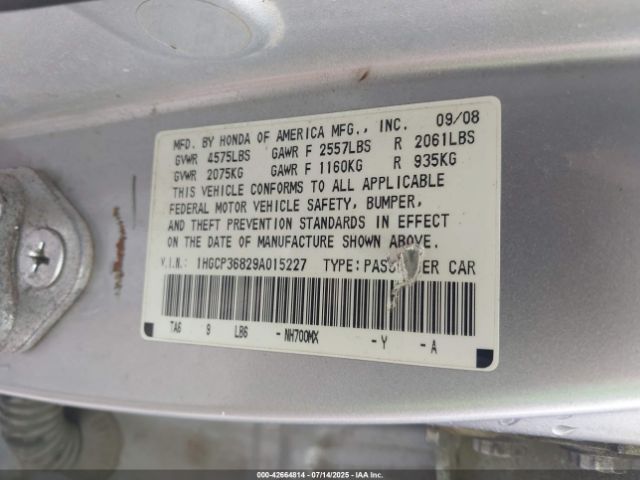 MFD. BY HONDA OF AMERICA MFG., INC. 09/08
GVWR 4575LBS GAWR F 2557LBS R 2061LBS
GVWR 2075KG GAWR F 1160KG R 935KG
THIS VEHICLE CONFORMS TO ALL APPLICABLE
FEDERAL MOTOR VEHICLE SAFETY, BUMPER,
AND THEFT PREVENTION STANDARDS IN EFFECT
ON THE DATE OF MANUFACTURE SHOWN ABOVE.
V.I.N.: 1HGCP36829A015227 TYPE: CAR
TA6 9 LB6 -NH700MX -Y -A
000-42664814 - 07/14/2025 - IAA Inc.